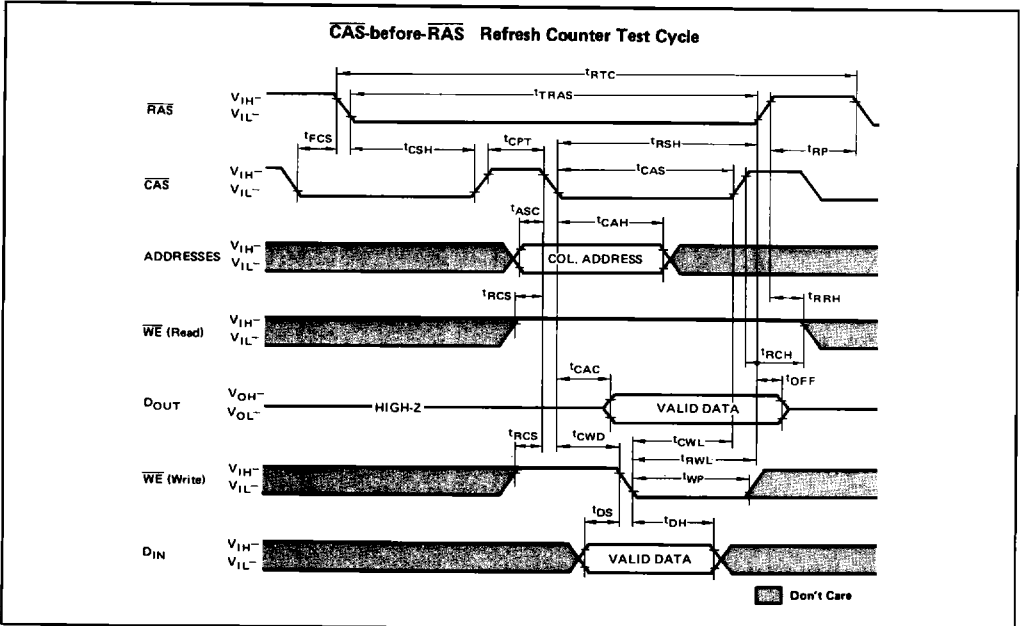 CAS-before-RAS Refresh Counter Test Cycle
tRTC
tTRAS
RAS
VIH-
VIL-
tFCS
tCSH
tCPT
tRSH
tRP
CAS
VIH-
VIL-
tCAS
tASC
tCAH
ADDRESSES
VIH-
VIL-
COL. ADDRESS
tRCS
tRRH
WE (Read)
VIH-
VIL-
tRCH
tCAC
tOFF
DOUT
VOH-
VOL-
HIGH-Z
VALID DATA
tRCS
tCWD
tCWL
tRWL
WE (Write)
VIH-
VIL-
tWP
tDS
tDH
DIN
VIH-
VIL-
VALID DATA
Don't Care